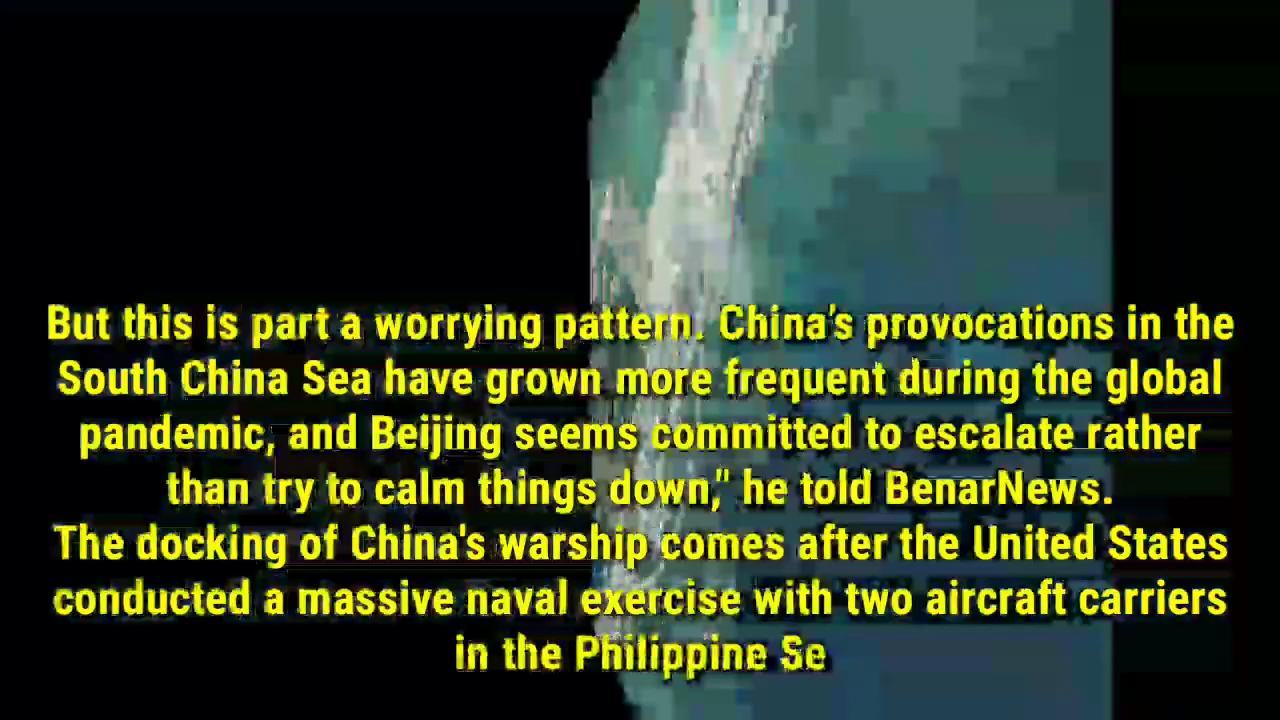 But this is part a worrying pattern. China's provocations in the
South China Sea have grown more frequent during the global
pandemic, and Beijing seems committed to escalate rather
than try to calm things down," he told BenarNews.
The docking of China's warship comes after the United States
conducted a massive naval exercise with two aircraft carriers
in the Philippine Se